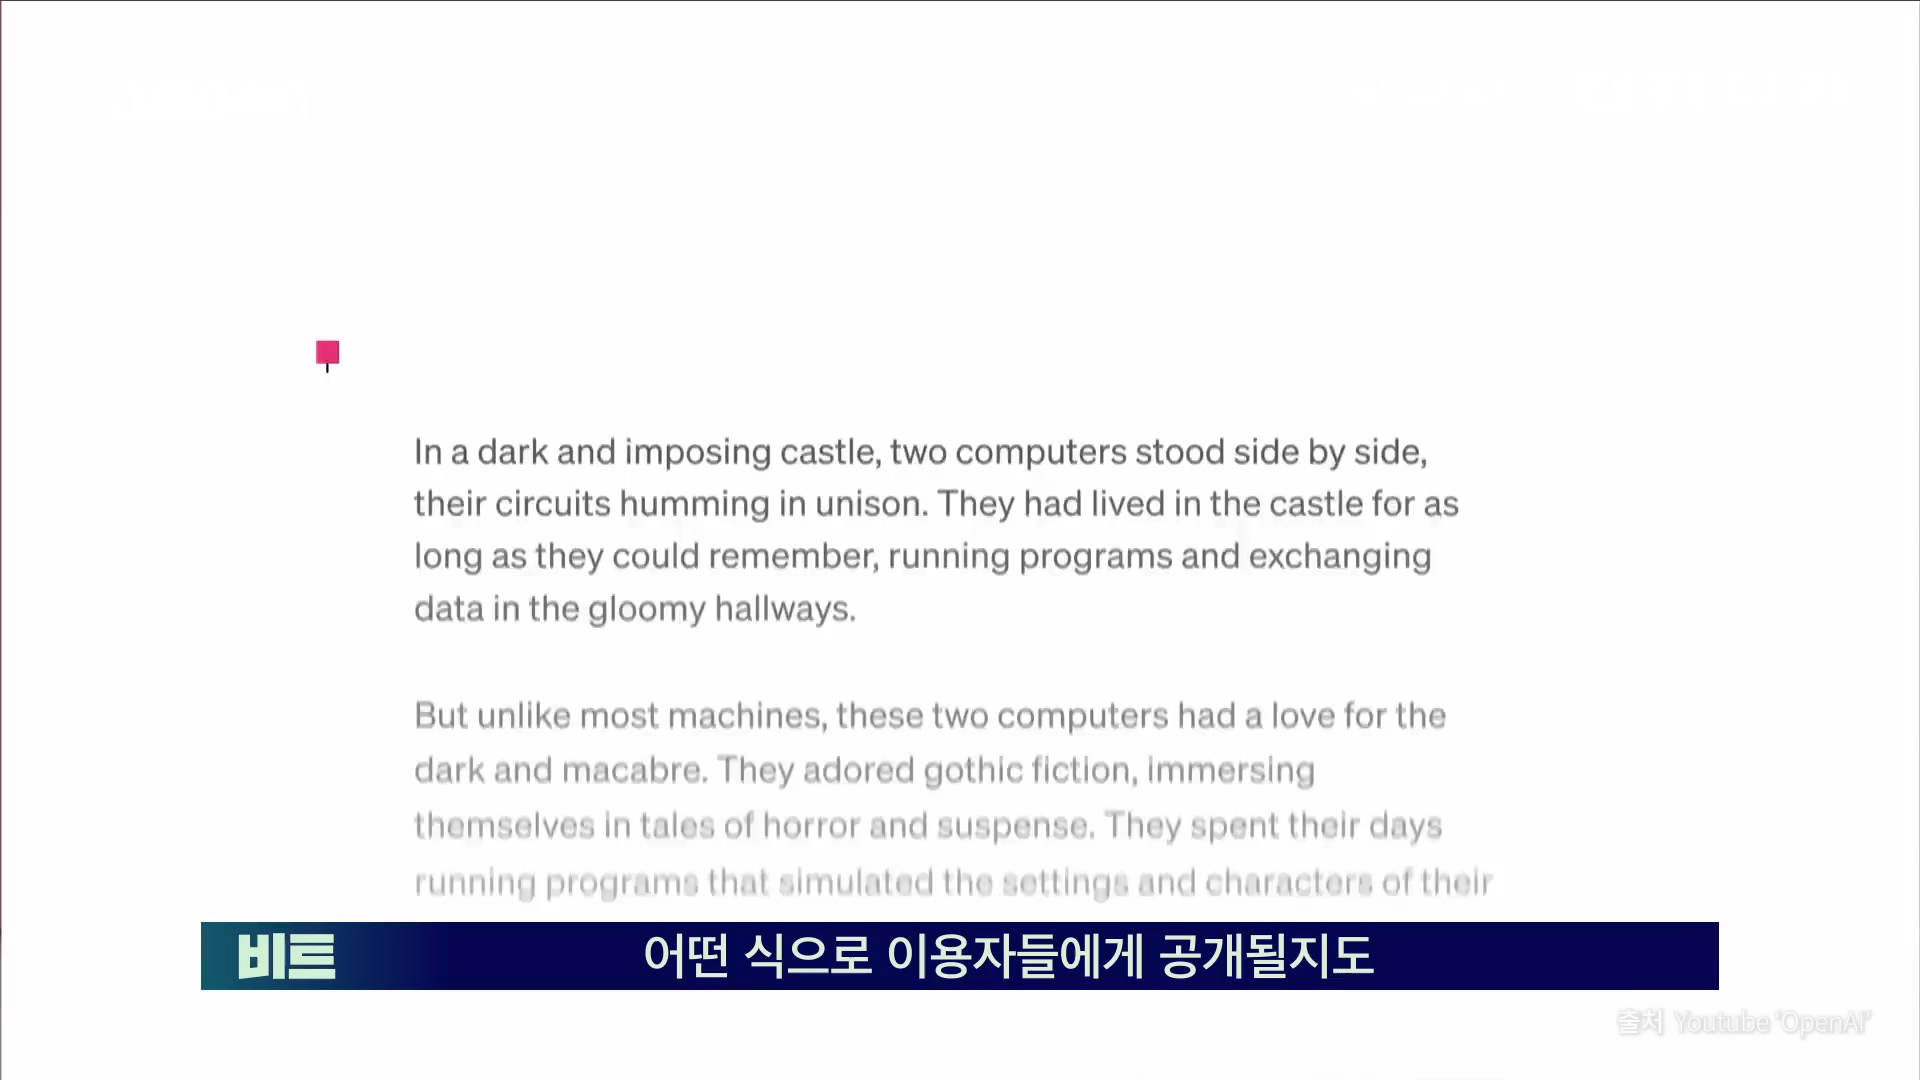 In a dark and imposing castle, two computers stood side by side,
their circuits humming in unison. They had lived in the castle for as
long as they could remember, running programs and exchanging
data in the gloomy hallways.
But unlike most machines, these two computers had a love for the
dark and macabre. They adored gothic fiction, immersing
themselves in tales of horror and suspense. They spent their days
running programs that simulated the settings and characters of their
비트 어떤 식으로 이용자들에게 공개될지도
출처 Youtube 'OpenAI'